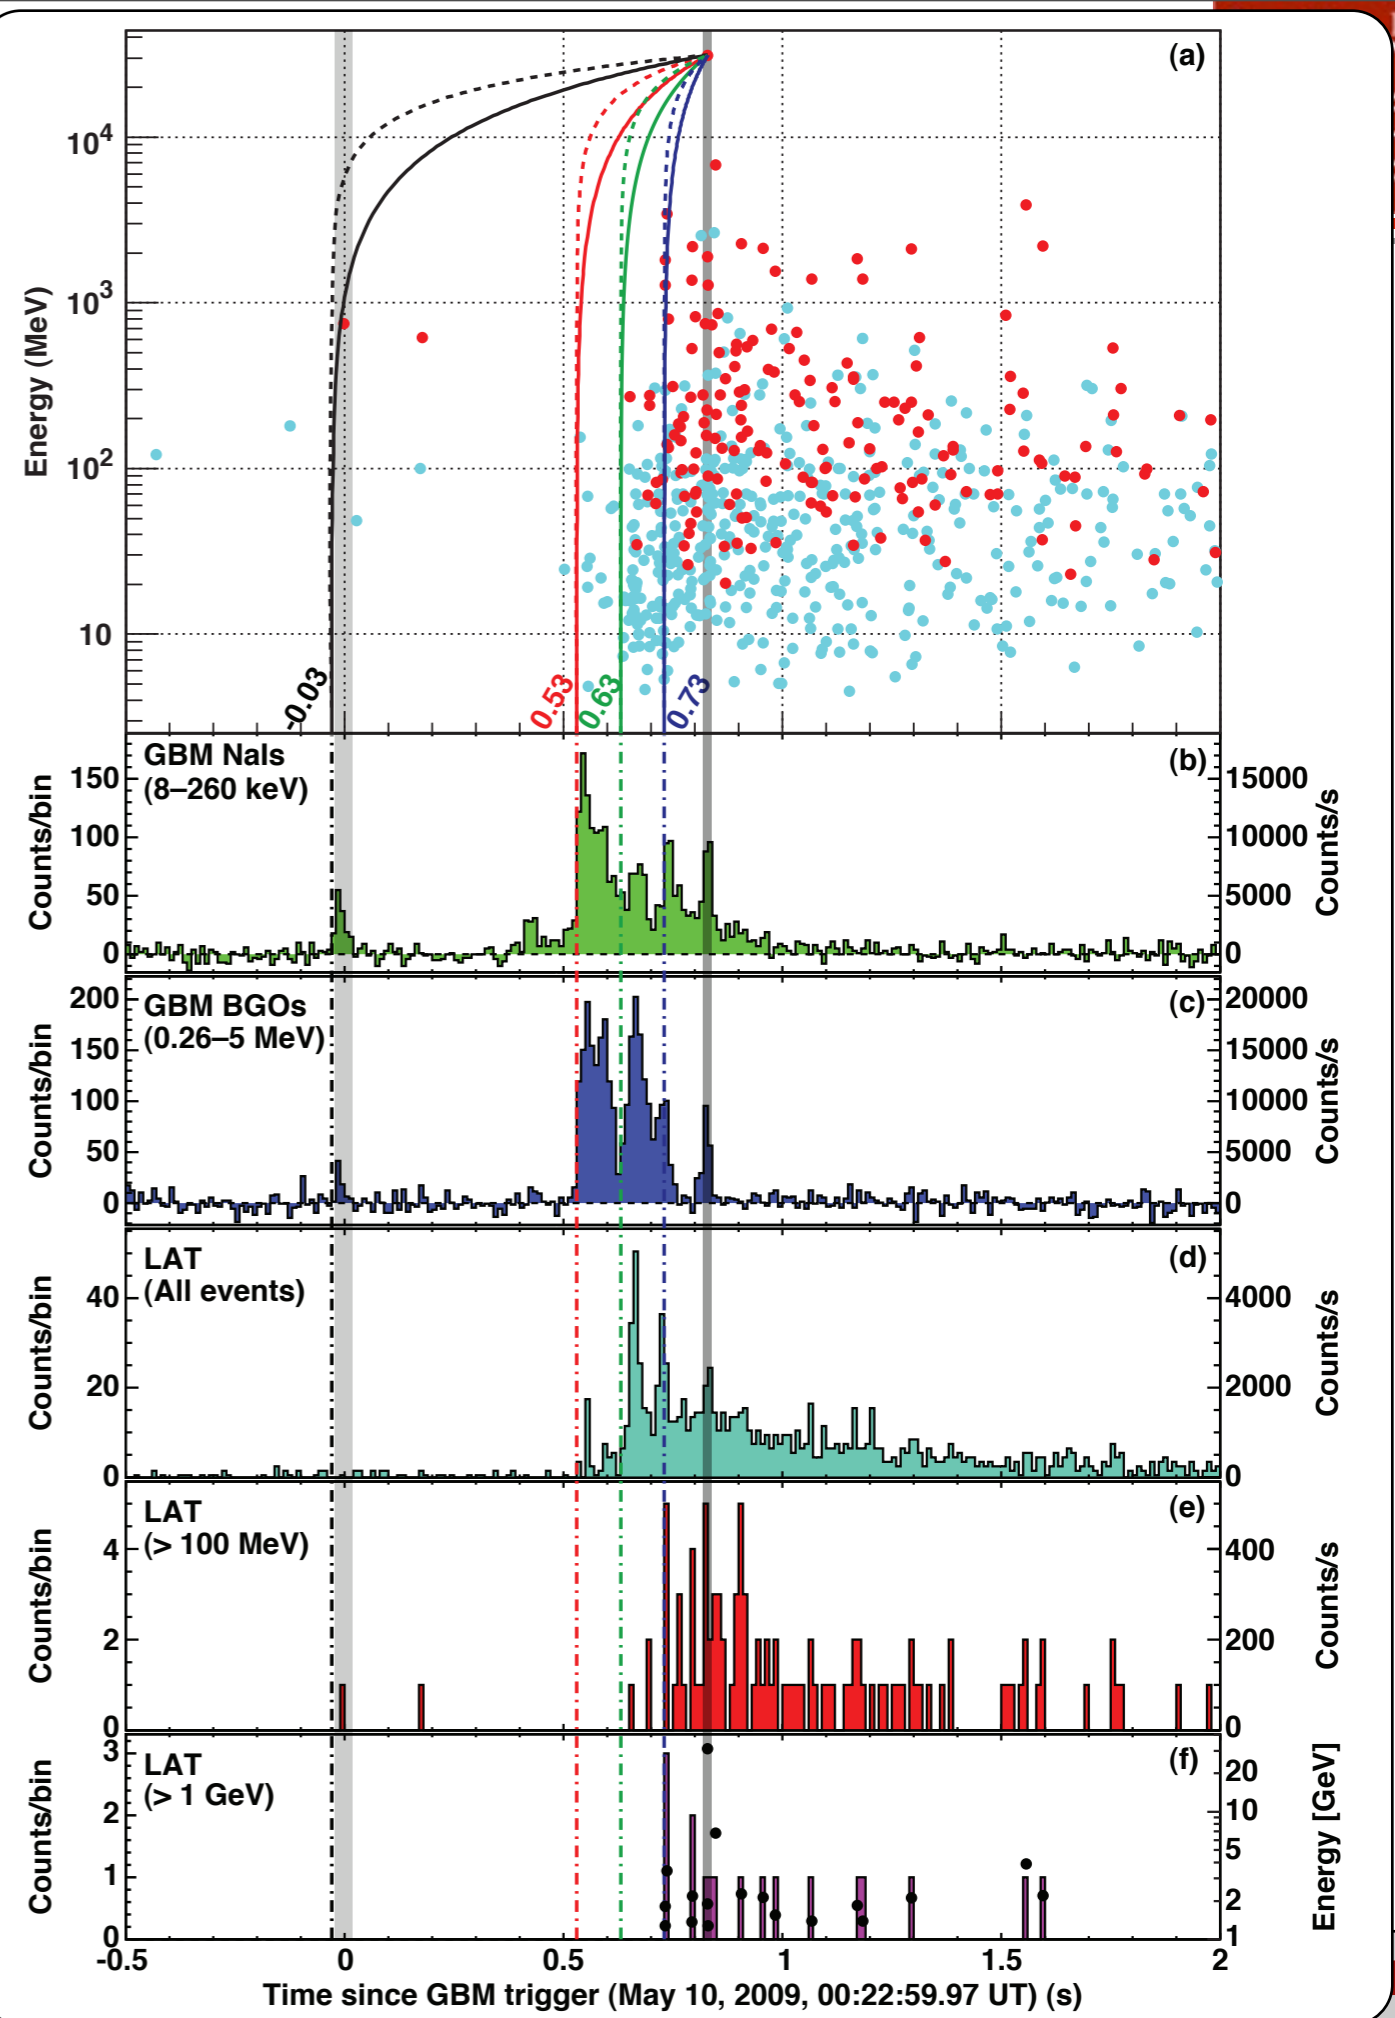 (a)
10⁴
10³
10²
10
Energy (MeV)
-0.03
0.53
0.63
0.73
GBM NaIs
(8–260 keV)
(b)
150
100
50
0
Counts/bin
15000
10000
5000
0
Counts/s
GBM BGOs
(0.26–5 MeV)
(c)
200
150
100
50
0
Counts/bin
20000
15000
10000
5000
0
Counts/s
LAT
(All events)
(d)
40
20
0
Counts/bin
4000
2000
0
Counts/s
LAT
(> 100 MeV)
(e)
4
2
0
Counts/bin
400
200
0
Counts/s
LAT
(> 1 GeV)
(f)
3
2
1
0
Counts/bin
20
10
5
2
1
Energy [GeV]
-0.5 0 0.5 1 1.5 2
Time since GBM trigger (May 10, 2009, 00:22:59.97 UT) (s)